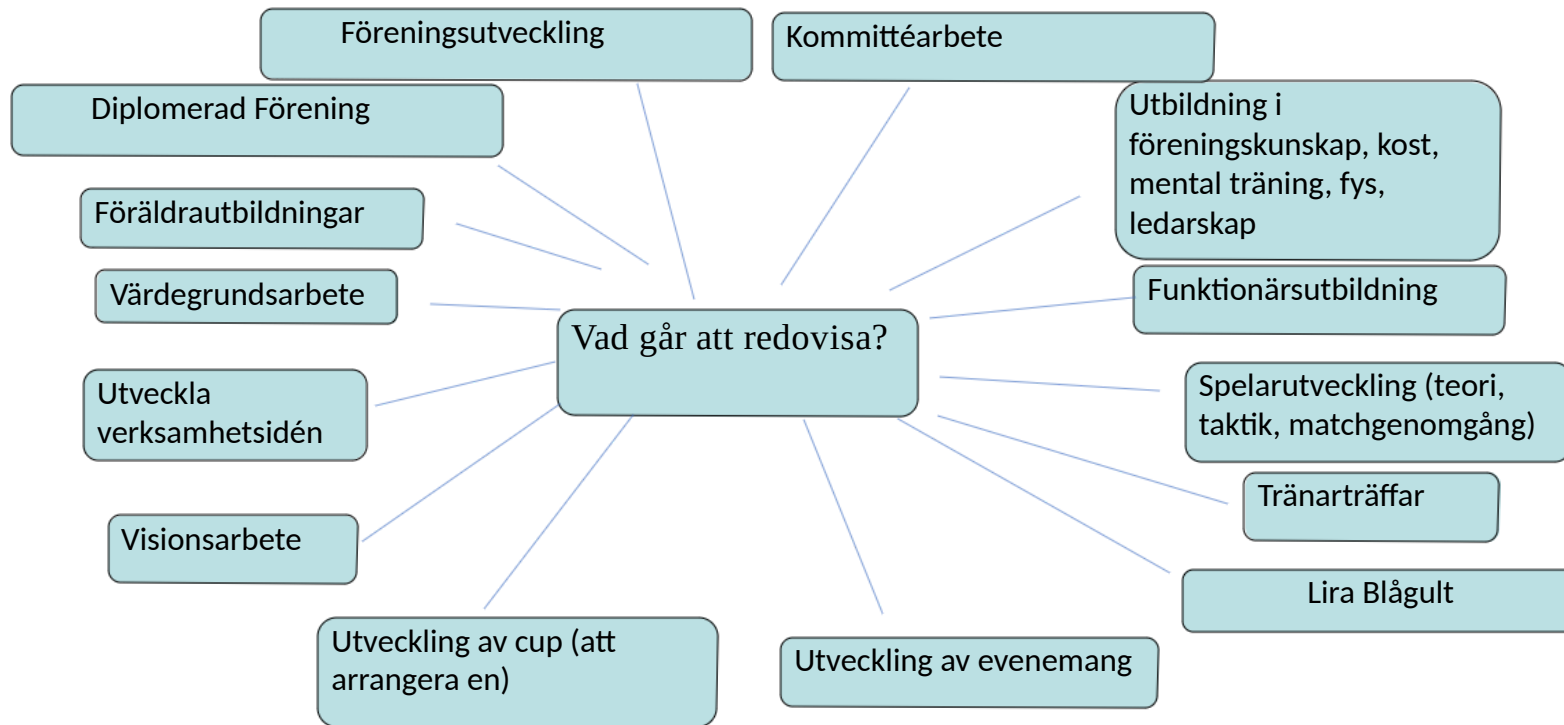 Föreningsutveckling
Kommittéarbete
Diplomerad Förening
Utbildning i
föreningskunskap, kost,
mental träning, fys,
ledarskap
Föräldrautbildningar
Värdegrundsarbete
Funktionärsutbildning
Vad går att redovisa?
Utveckla
verksamhetsidén
Spelarutveckling (teori,
taktik, matchgenomgång)
Tränarträffar
Visionsarbete
Lira Blågult
Utveckling av cup (att
arrangera en)
Utveckling av evenemang